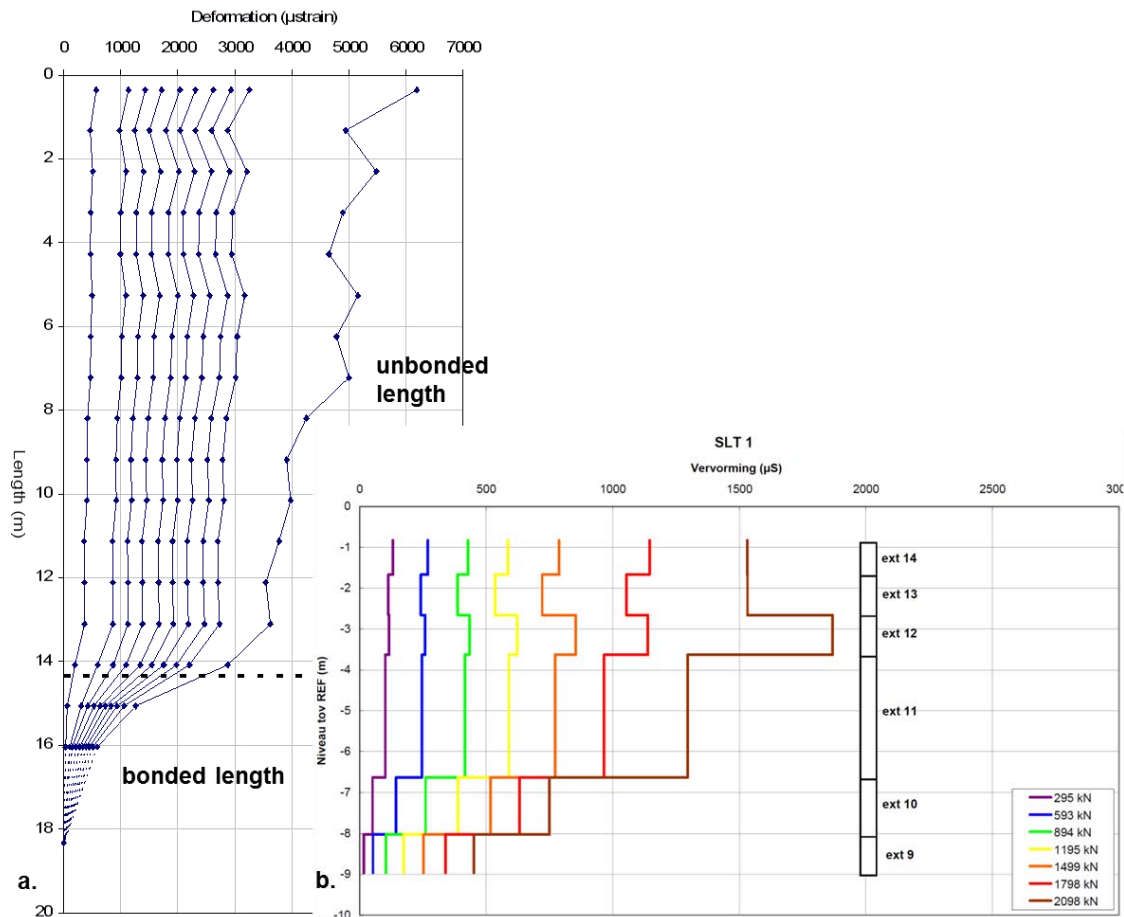 Deformation (µstrain)
0 1000 2000 3000 4000 5000 6000 7000
0
2
4
6
8
10
12
14
16
18
20
Length (m)
unbonded
length
bonded length
a.
SLT 1
Vervorming (µS)
0 500 1000 1500 2000 2500 300
0
-1
-2
-3
-4
-5
-6
-7
-8
-9
-10
Niveau tov REF (m)
ext 14
ext 13
ext 12
ext 11
ext 10
ext 9
295 kN
593 kN
894 kN
1195 kN
1499 kN
1798 kN
2098 kN
b.